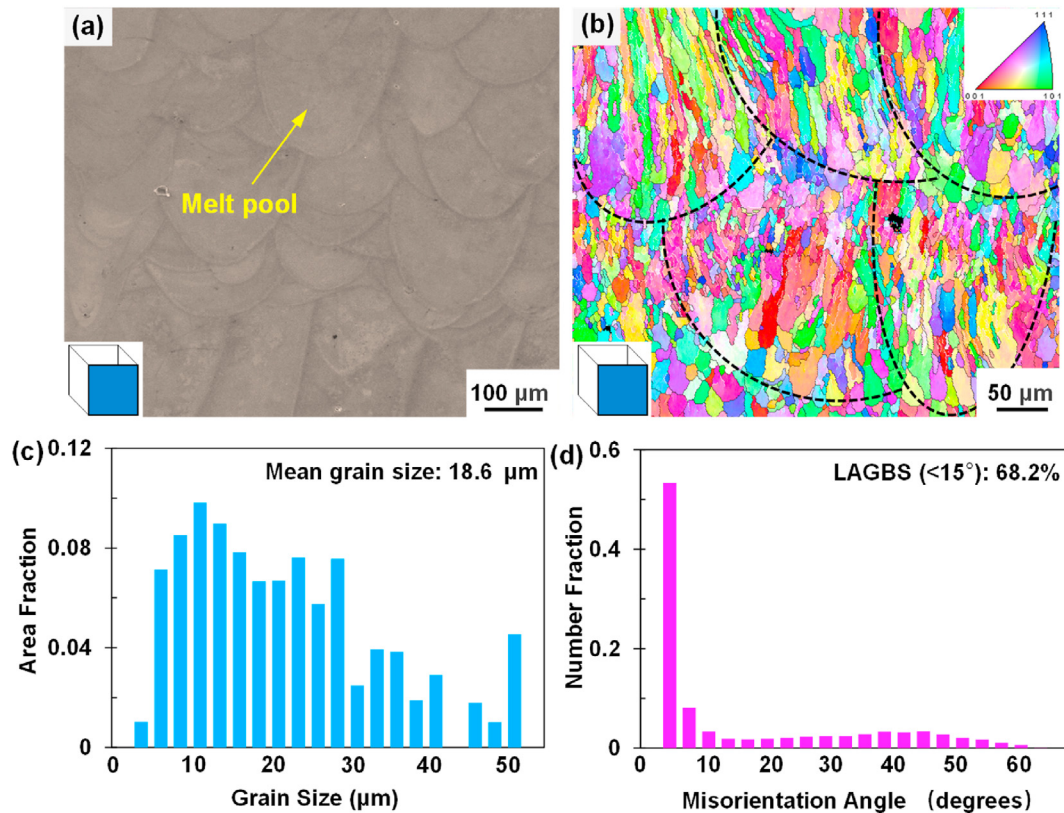 (a)
Melt pool
100 μm
(b)
111
001
101
50 μm
(c)
0.12
0.08
0.04
0
Mean grain size: 18.6 μm
Area Fraction
0
10
20
30
40
50
Grain Size (μm)
(d)
0.6
0.4
0.2
0
LAGBS (<15°): 68.2%
Number Fraction
0
10
20
30
40
50
60
Misorientation Angle (degrees)